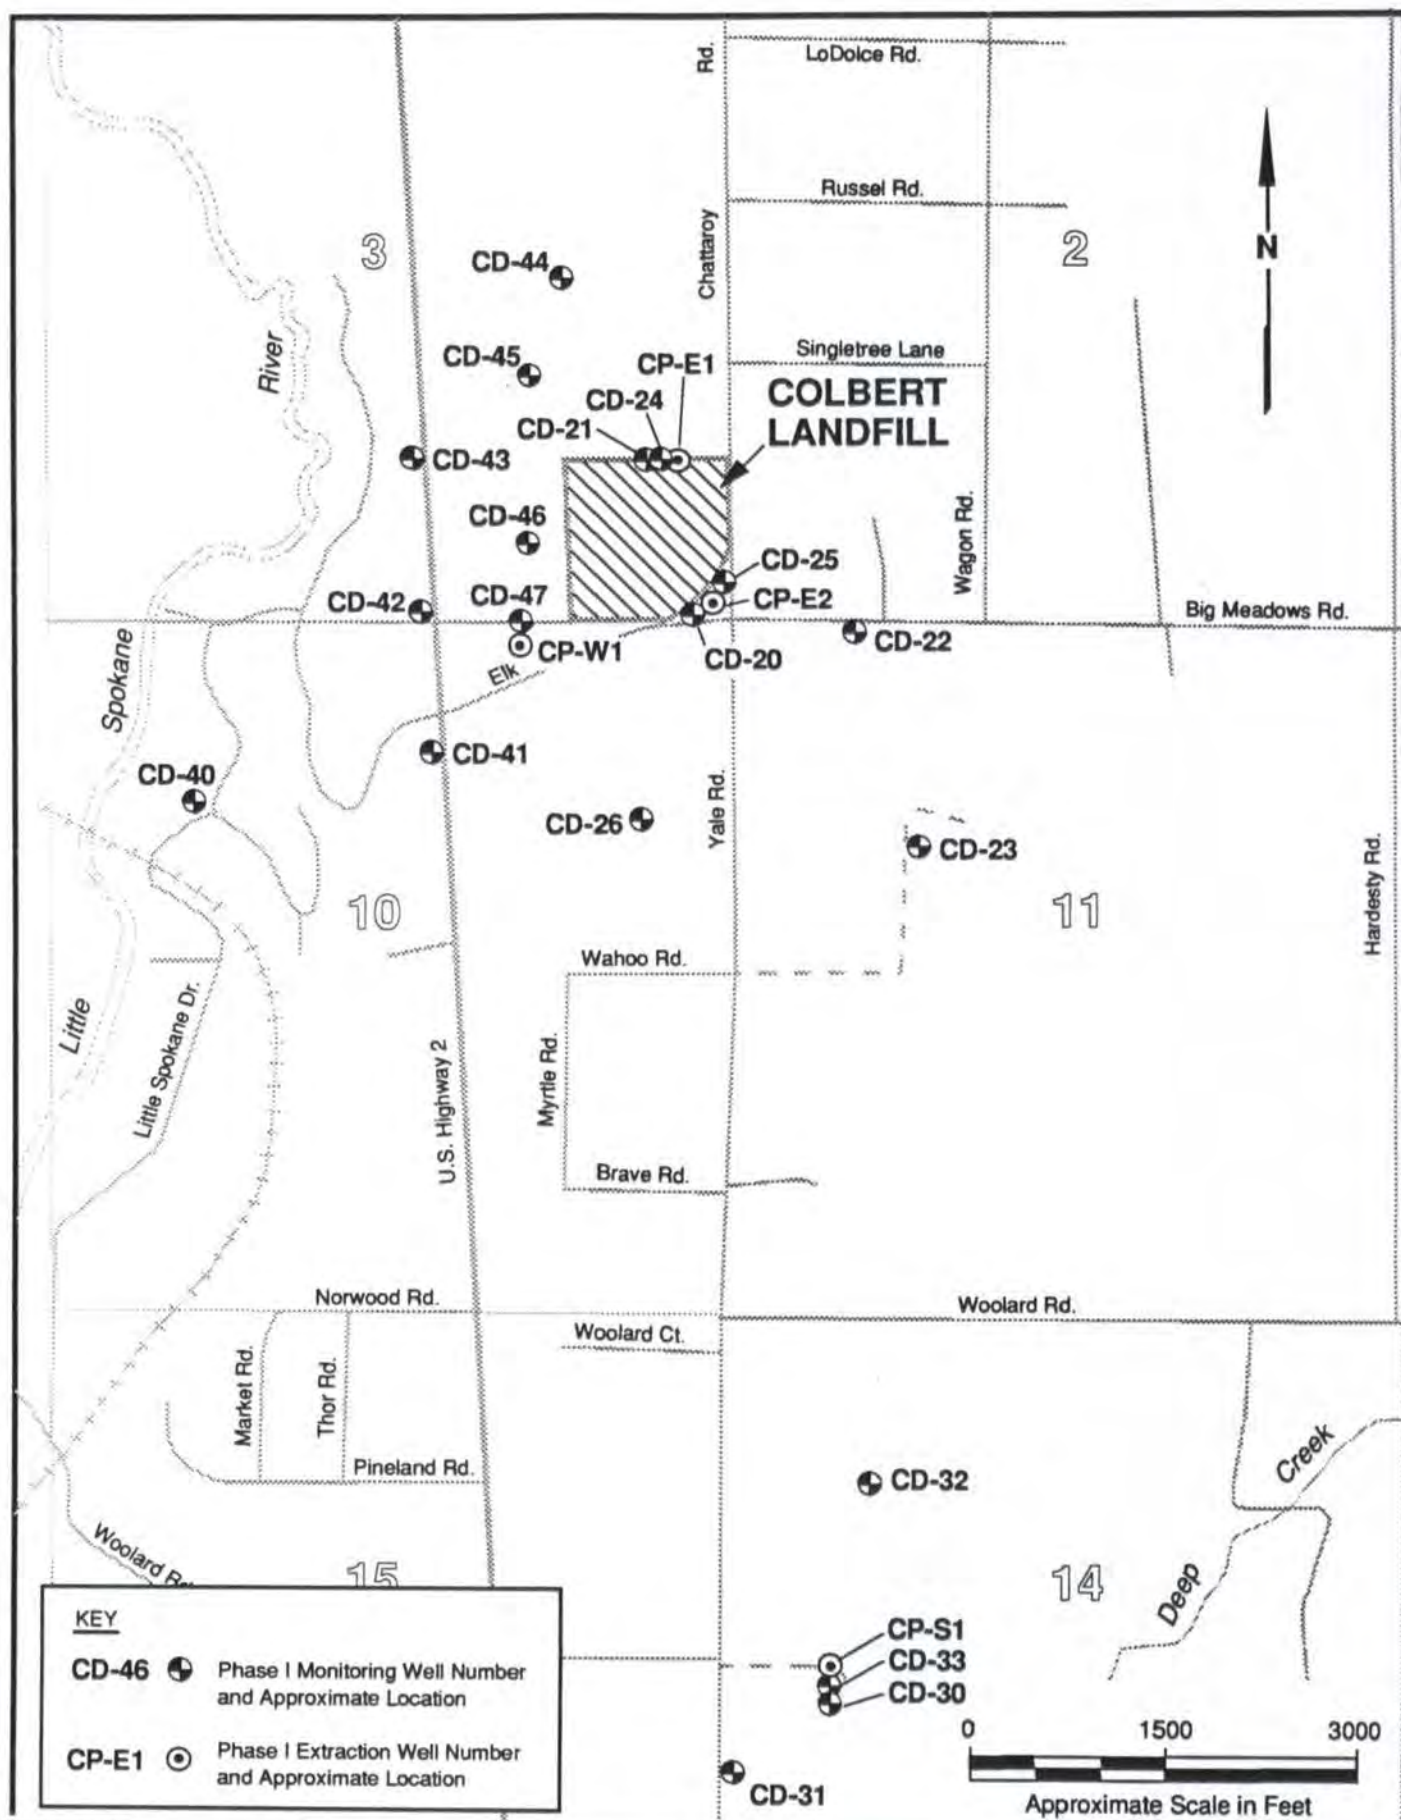 LoDolce Rd.
Rd.
Chattaroy
Russel Rd.
3
2
N
CD-44
River
CD-45
CP-E1
Singletree Lane
CD-24
COLBERT
LANDFILL
CD-21
CD-43
CD-46
Wagon Rd.
CD-25
CD-42
CD-47
CP-E2
Big Meadows Rd.
CP-W1
CD-20
CD-22
Elk
Spokane
CD-41
CD-40
Yale Rd.
CD-26
CD-23
Hardesty Rd.
10
11
Wahoo Rd.
Little
Little Spokane Dr.
U.S. Highway 2
Myrtle Rd.
Brave Rd.
Norwood Rd.
Woolard Rd.
Woolard Ct.
Market Rd.
Thor Rd.
Pineland Rd.
Creek
CD-32
Woolard Rd.
15
14
Deep
KEY
CD-46 Phase I Monitoring Well Number
and Approximate Location
CP-E1 Phase I Extraction Well Number
and Approximate Location
CP-S1
CD-33
CD-30
CD-31
0 1500 3000
Approximate Scale in Feet